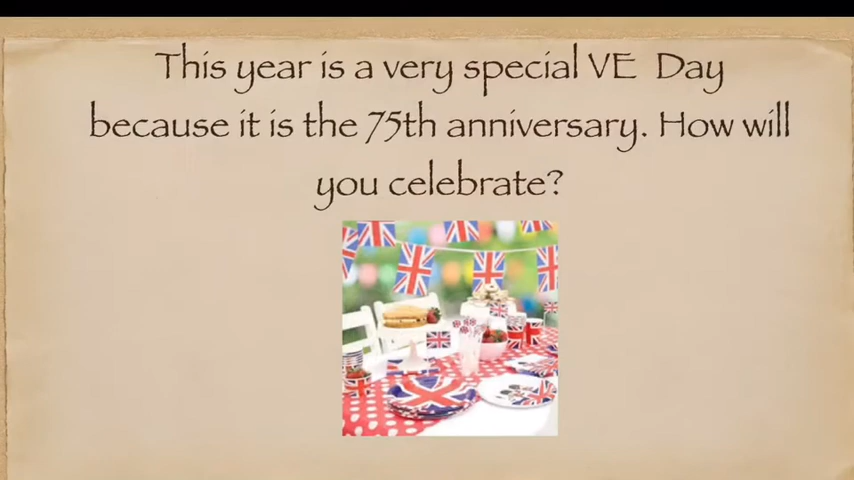 This year is a very special VE Day
because it is the 75th anniversary. How will
you celebrate?